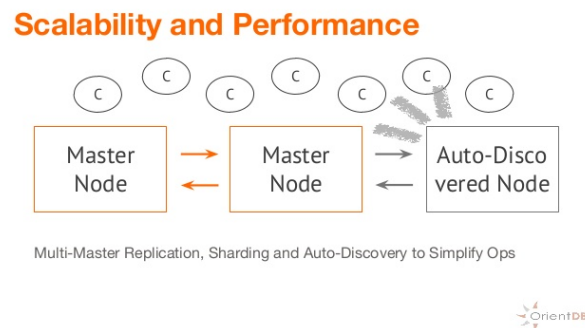 Scalability and Performance
C
C
C
C
C
C
C
Master
Node
Master
Node
Auto-Disco
vered Node
Multi-Master Replication, Sharding and Auto-Discovery to Simplify Ops
OrientDB